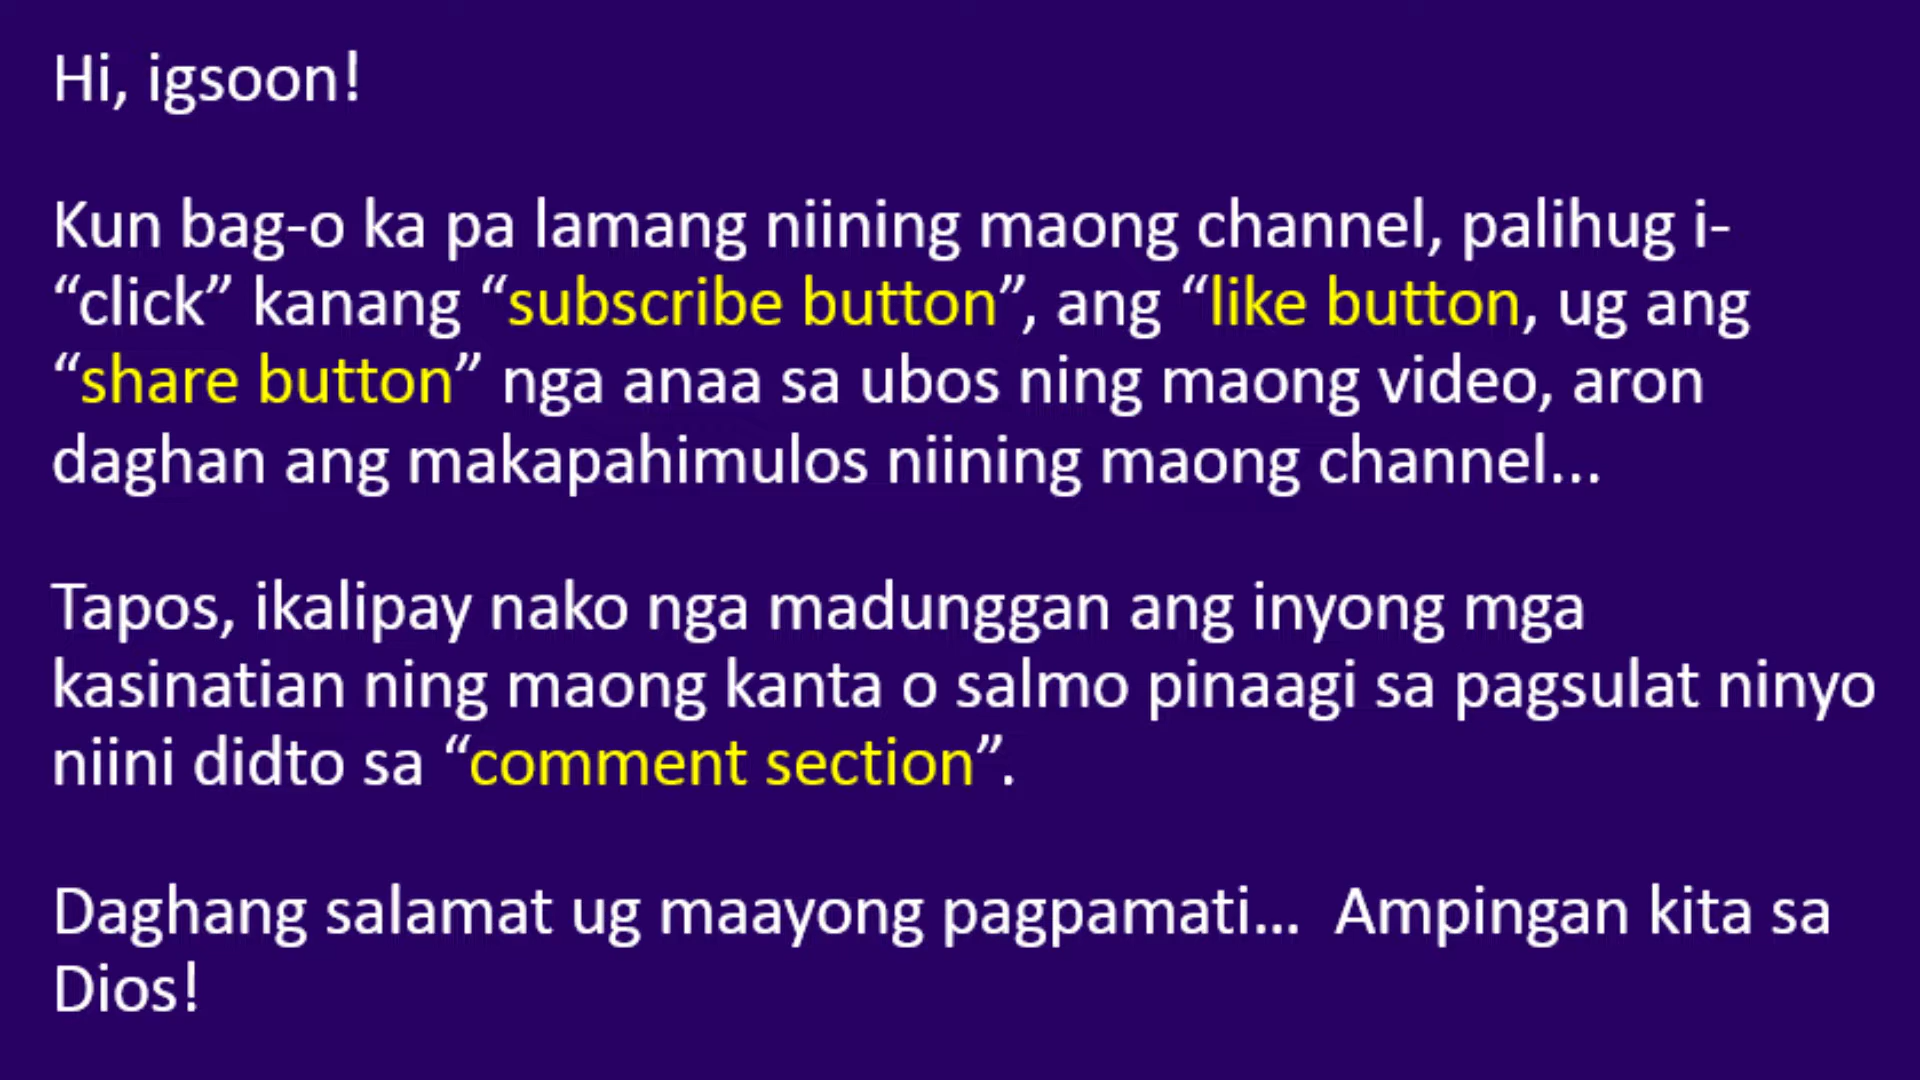 Hi, igsoon!
Kun bag-o ka pa lamang niining maong channel, palihug i-
“click” kanang “subscribe button”, ang “like button, ug ang
“share button” nga anaa sa ubos ning maong video, aron
daghan ang makapahimulos niining maong channel...
Tapos, ikalipay nako nga madunggan ang inyong mga
kasinatian ning maong kanta o salmo pinaagi sa pagsulat ninyo
niini didto sa “comment section”.
Daghang salamat ug maayong pagpamati... Ampingan kita sa
Dios!